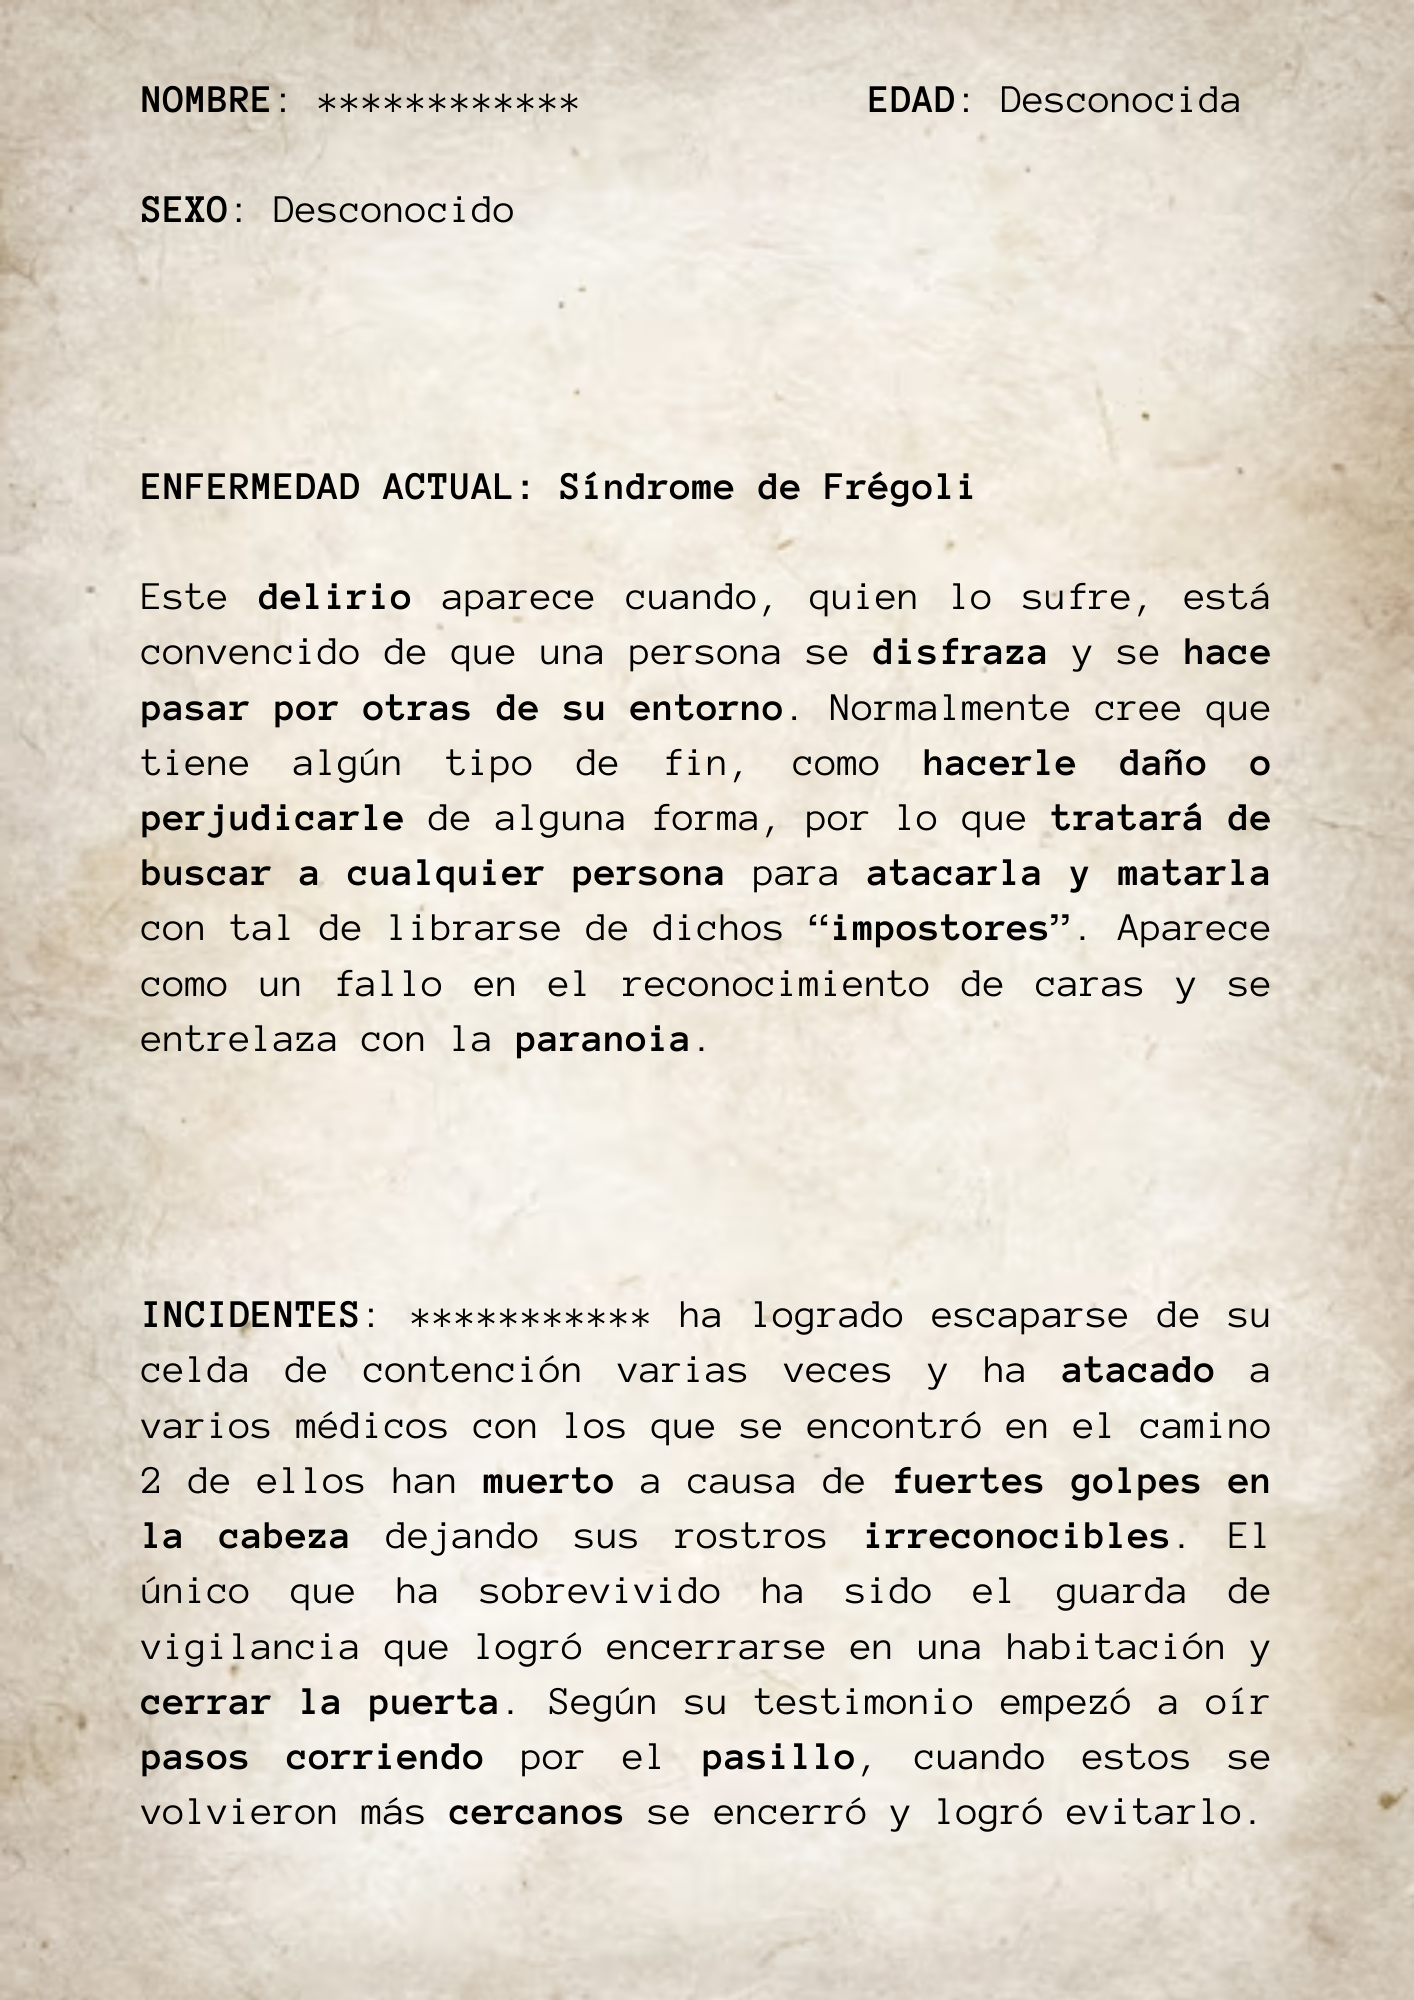 NOMBRE: ************ EDAD: Desconocida
SEXO: Desconocido
ENFERMEDAD ACTUAL: Síndrome de Frégoli
Este delirio aparece cuando, quien lo sufre, está
convencido de que una persona se disfraza y se hace
pasar por otras de su entorno. Normalmente cree que
tiene algún tipo de fin, como hacerle daño o
perjudicarle de alguna forma, por lo que tratará de
buscar a cualquier persona para atacarla y matarla
con tal de librarse de dichos “impostores”. Aparece
como un fallo en el reconocimiento de caras y se
entrelaza con la paranoia.
INCIDENTES: *********** ha logrado escaparse de su
celda de contención varias veces y ha atacado a
varios médicos con los que se encontró en el camino
2 de ellos han muerto a causa de fuertes golpes en
la cabeza dejando sus rostros irreconocibles. El
único que ha sobrevivido ha sido el guarda de
vigilancia que logró encerrarse en una habitación y
cerrar la puerta. Según su testimonio empezó a oír
pasos corriendo por el pasillo, cuando estos se
volvieron más cercanos se encerró y logró evitarlo.